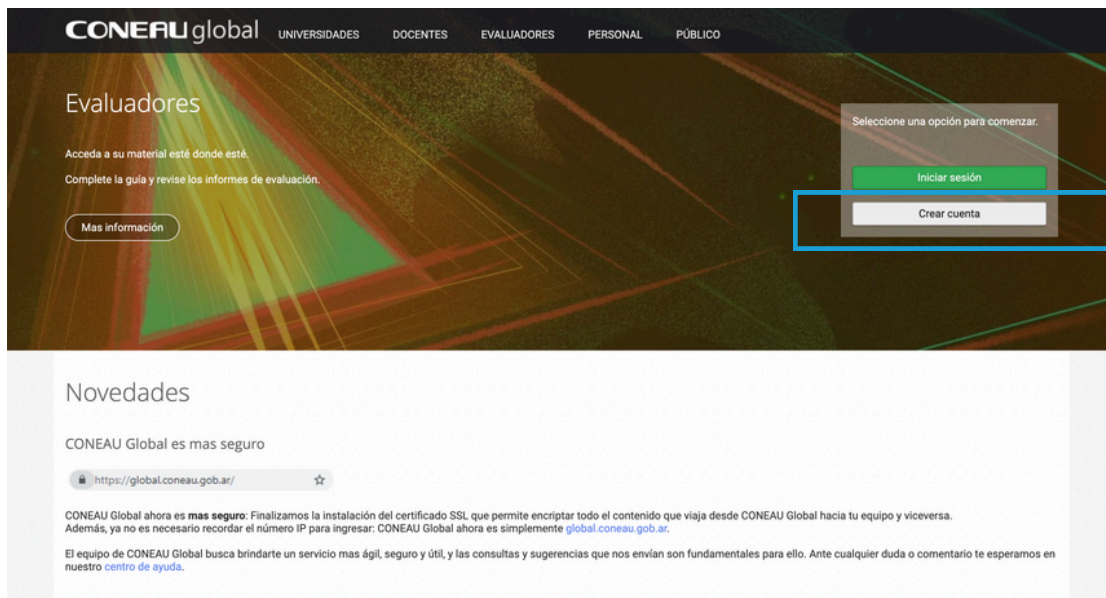 CONEAU global UNIVERSIDADES DOCENTES EVALUADORES PERSONAL PÚBLICO
Evaluadores
Acceda a su material esté donde esté.
Complete la guía y revise los informes de evaluación.
Mas información
Seleccione una opción para comenzar.
Iniciar sesión
Crear cuenta
Novedades
CONEAU Global es mas seguro
https://global.coneau.gob.ar/
CONEAU Global ahora es mas seguro: Finalizamos la instalación del certificado SSL que permite encriptar todo el contenido que viaja desde CONEAU Global hacia tu equipo y viceversa.
Además, ya no es necesario recordar el número IP para ingresar: CONEAU Global ahora es simplemente global.coneau.gob.ar.
El equipo de CONEAU Global busca brindarte un servicio mas ágil, seguro y útil, y las consultas y sugerencias que nos envían son fundamentales para ello. Ante cualquier duda o comentario te esperamos en
nuestro centro de ayuda.